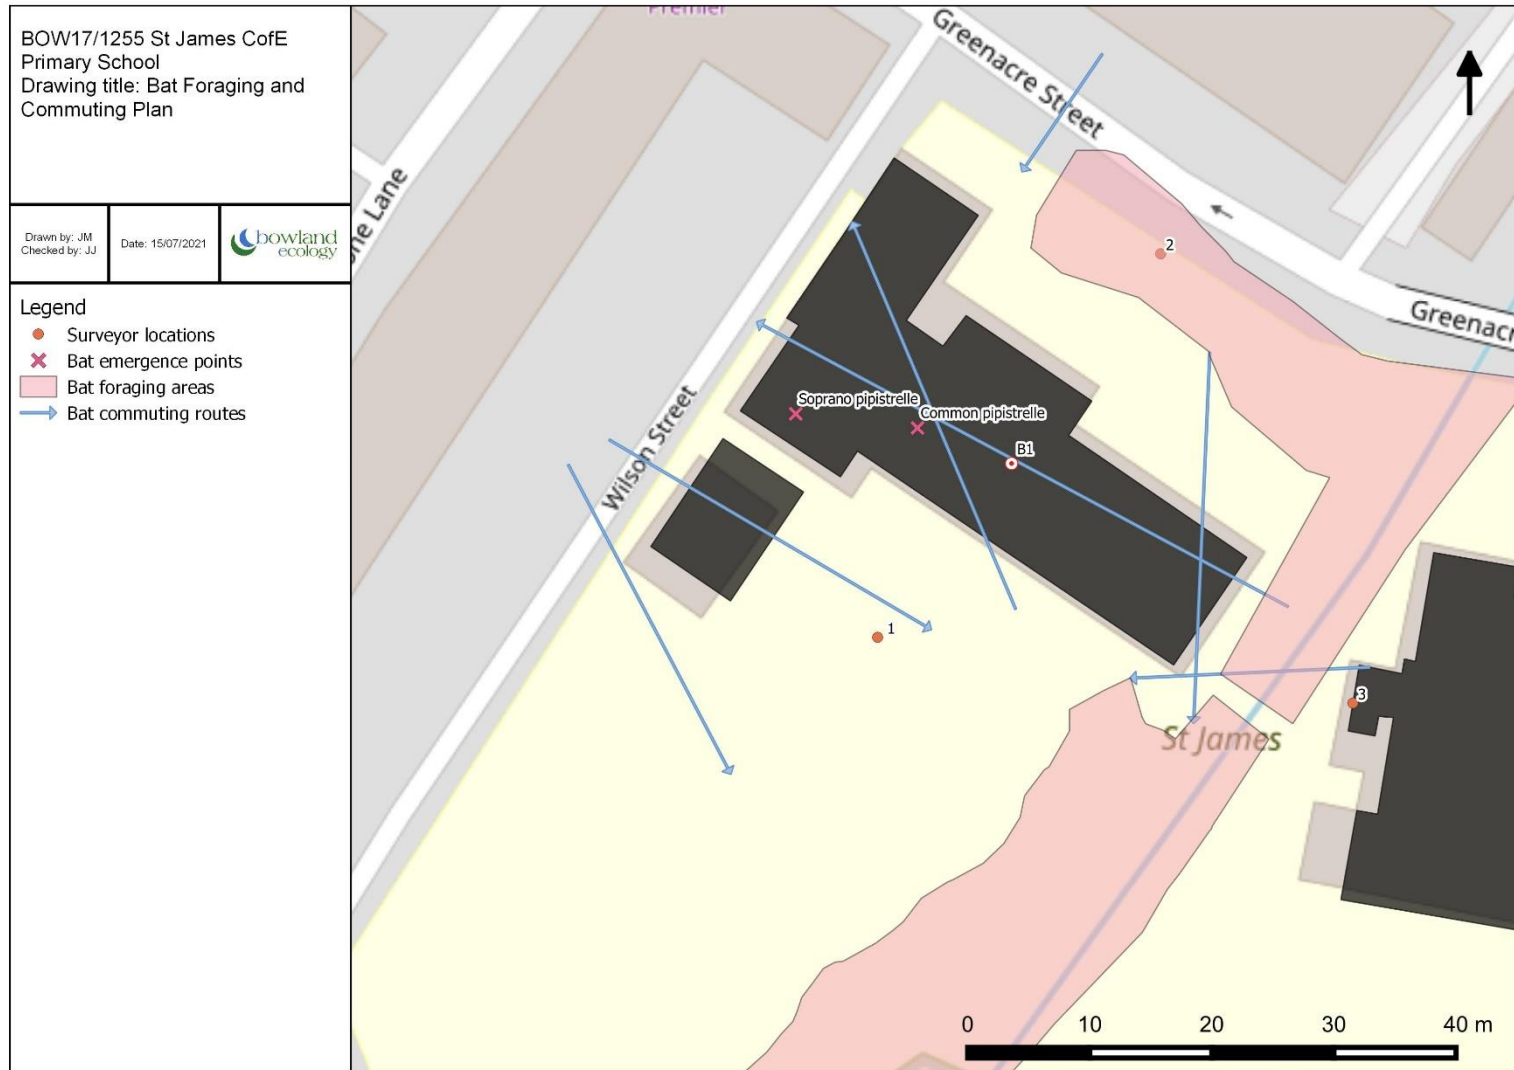 BOW17/1255 St James CofE
Primary School
Drawing title: Bat Foraging and
Commuting Plan
Drawn by: JM
Checked by: JJ
Date: 15/07/2021
bowland
ecology
Legend
Surveyor locations
Bat emergence points
Bat foraging areas
Bat commuting routes
Premier
Greenacre Street
ne Lane
2
Greenacr
Wilson Street
Soprano pipistrelle
Common pipistrelle
B1
1
3
St James
0 10 20 30 40 m